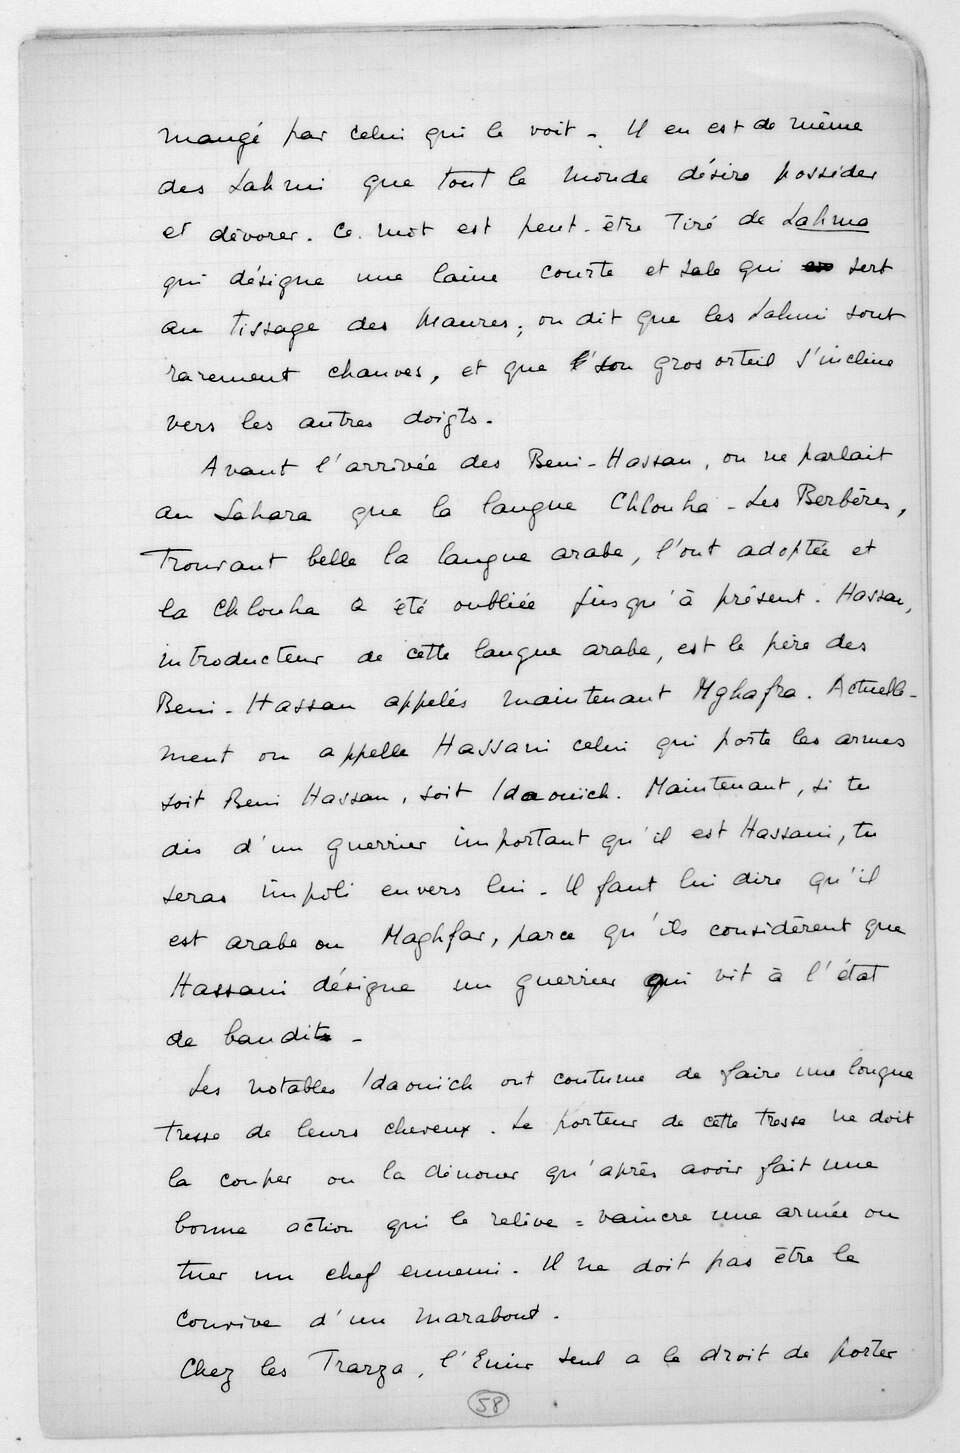 mangé par celui qui le voit - Il en est de même
des Lahmi que tout le monde désire posséder
et dévorer. Ce mot est peut-être tiré de Lahma
qui désigne une laine courte et sale qui sert
au tissage des Maures ; on dit que les Lahmi sont
rarement chauves, et que son gros orteil s'incline
vers les autres doigts.
Avant l'arrivée des Beni-Hassan, on ne parlait
au Sahara que la langue Chlouha - Les Berbères,
trouvant belle la langue arabe, l'ont adoptée et
la Chlouha a été oubliée jusqu'à présent. Hassan,
introducteur de cette langue arabe, est le père des
Beni-Hassan appelés maintenant Mghafra. Actuelle-
ment on appelle Hassani celui qui porte les armes
soit Beni Hassan, soit Idaouïch. Maintenant, si tu
dis d'un guerrier important qu'il est Hassani, tu
seras impoli envers lui - Il faut lui dire qu'il
est arabe ou Maghfar, parce qu'ils considèrent que
Hassani désigne un guerrier qui vit à l'état
de bandit -
Les notables Idaouïch ont coutume de faire une longue
tresse de leurs cheveux. Le porteur de cette tresse ne doit
la couper ou la dénouer qu'après avoir fait une
bonne action qui le relève = vaincre une armée ou
tuer un chef ennemi. Il ne doit pas être le
convive d'un marabout.
Chez les Trarza, l'Emir seul a le droit de porter
58